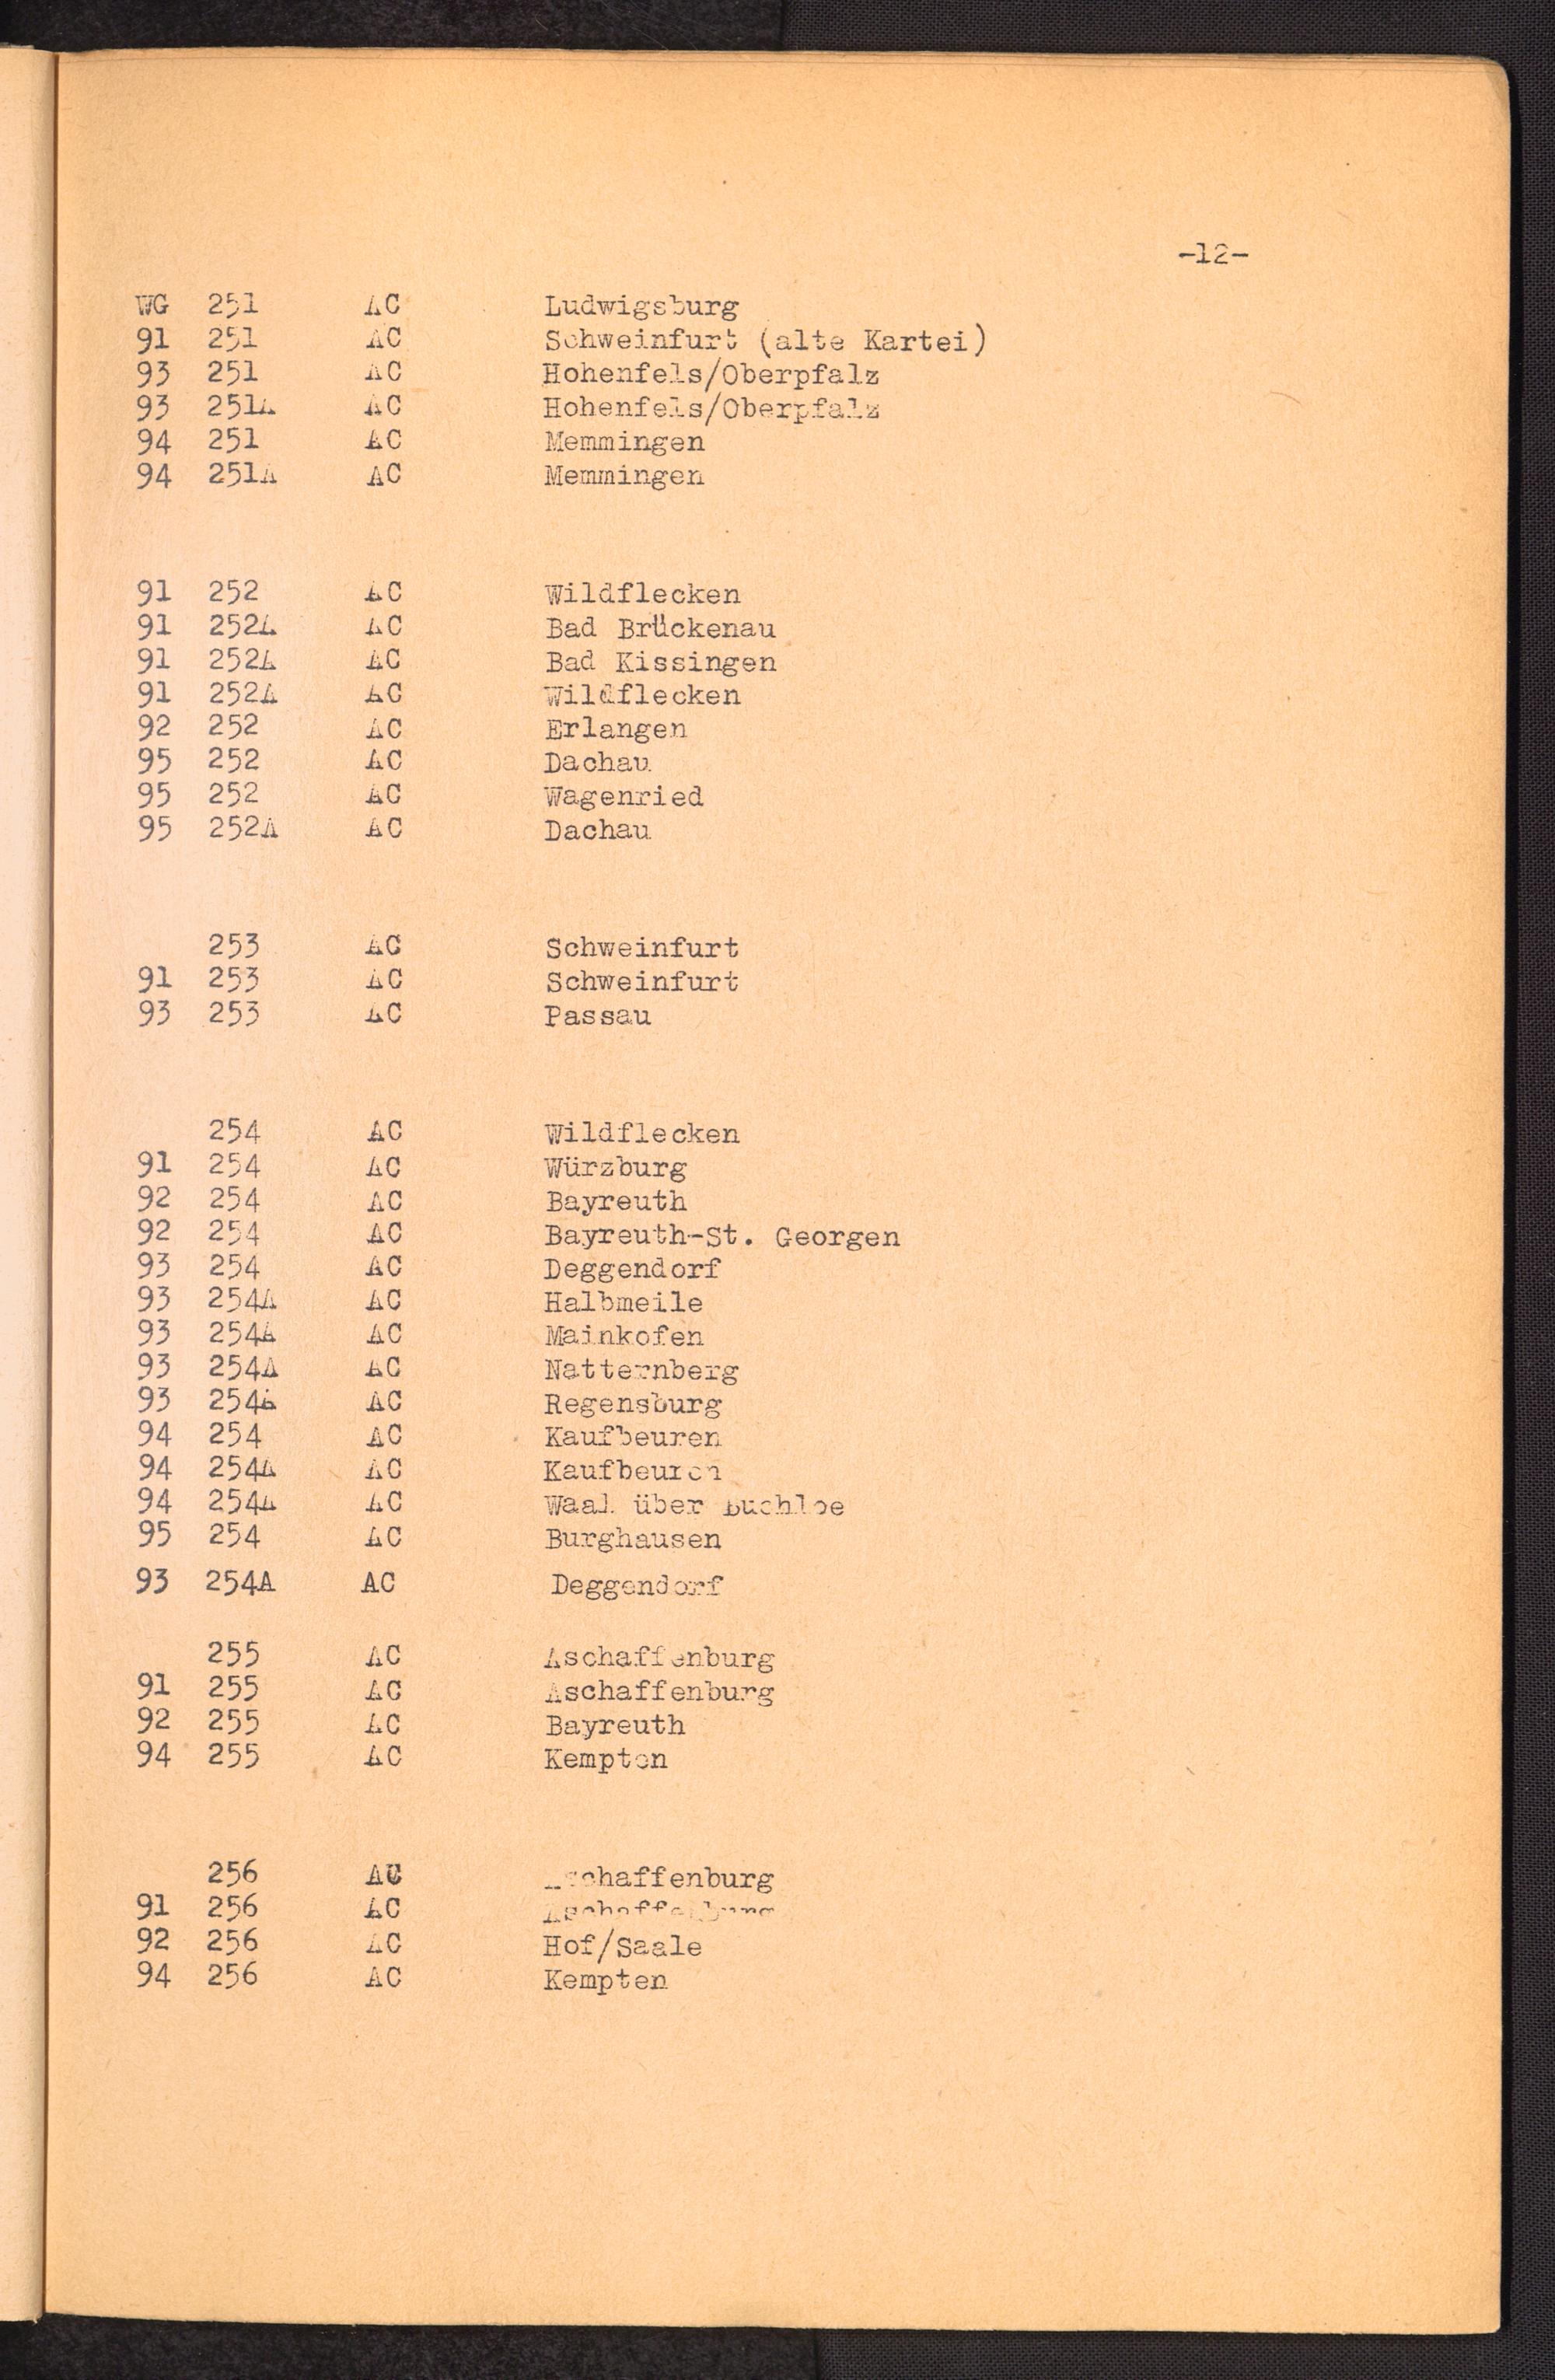 -12-
WG 251 AC Ludwigsburg
91 251 AC Schweinfurt (alte Kartei)
93 251 AC Hohenfels/Oberpfalz
93 251A AC Hohenfels/Oberpfalz
94 251 AC Memmingen
94 251A AC Memmingen
91 252 AC Wildflecken
91 252A AC Bad Brückenau
91 252A AC Bad Kissingen
91 252A AC Wildflecken
92 252 AC Erlangen
95 252 AC Dachau
95 252 AC Wagenried
95 252A AC Dachau
253 AC Schweinfurt
91 253 AC Schweinfurt
93 253 AC Passau
254 AC Wildflecken
91 254 AC Würzburg
92 254 AC Bayreuth
92 254 AC Bayreuth-St. Georgen
93 254 AC Deggendorf
93 254A AC Halbmeile
93 254A AC Mainkofen
93 254A AC Natternberg
93 254A AC Regensburg
94 254 AC Kaufbeuren
94 254A AC Kaufbeuren
94 254A AC Waal über Buchloe
95 254 AC Burghausen
93 254A AC Deggendorf
255 AC Aschaffenburg
91 255 AC Aschaffenburg
92 255 AC Bayreuth
94 255 AC Kempten
256 AC Aschaffenburg
91 256 AC Aschaffenburg
92 256 AC Hof/Saale
94 256 AC Kempten